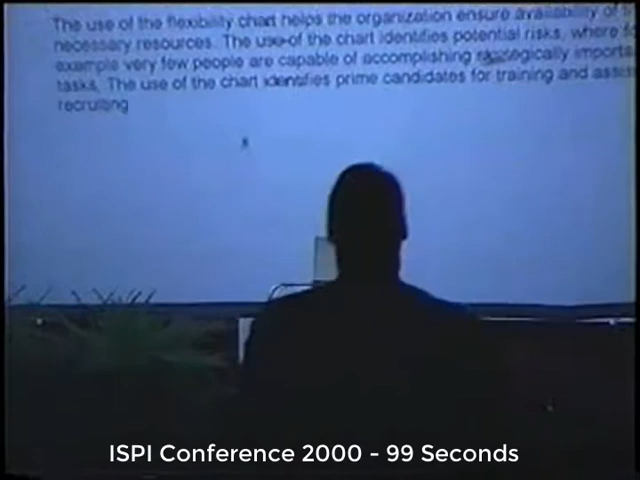 The use of the flexibility chart helps the organization ensure availability of
necessary resources. The use of the chart identifies potential risks, where
example very few people are capable of accomplishing strategically importa
tasks. The use of the chart identifies prime candidates for training and assis
recruiting
ISPI Conference 2000 - 99 Seconds